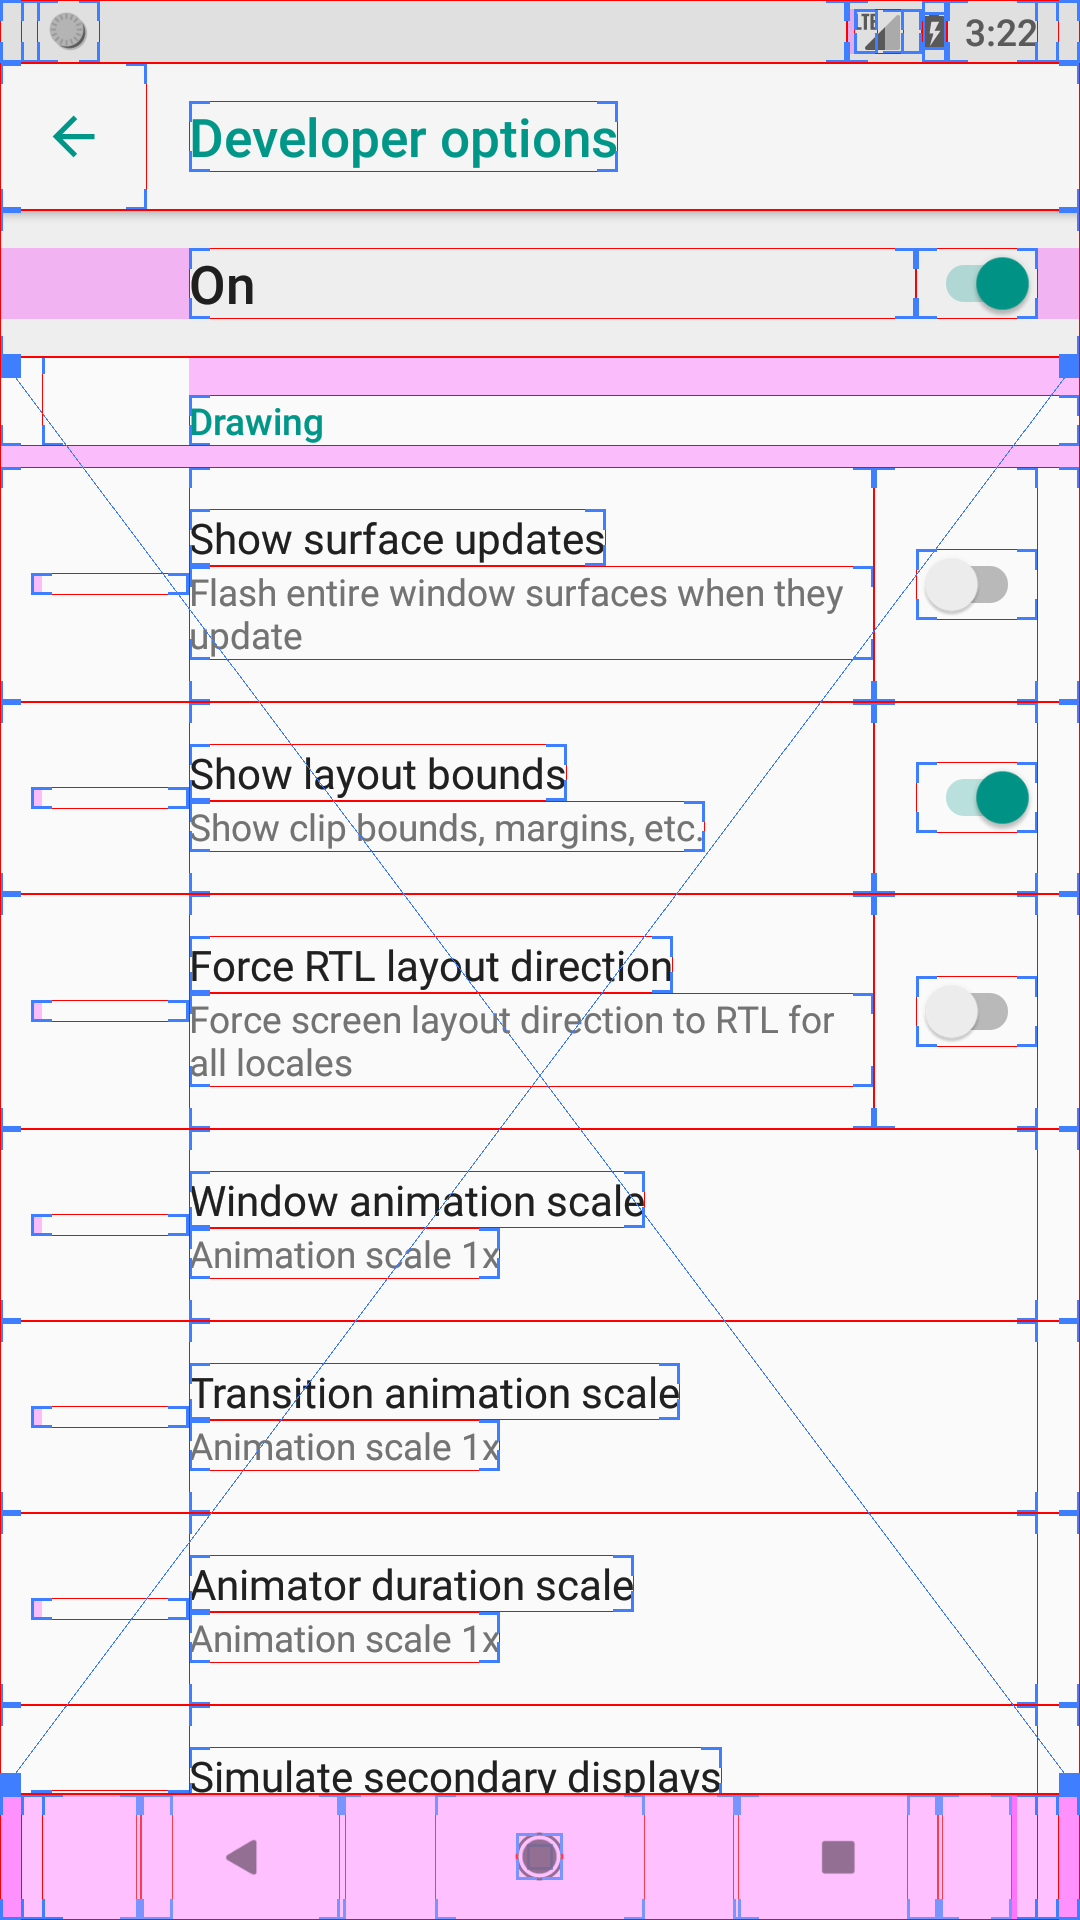 LTE 3:22
Developer options
On
Drawing
Show surface updates
Flash entire window surfaces when they
update
Show layout bounds
Show clip bounds, margins, etc.
Force RTL layout direction
Force screen layout direction to RTL for
all locales
Window animation scale
Animation scale 1x
Transition animation scale
Animation scale 1x
Animator duration scale
Animation scale 1x
Simulate secondary displays